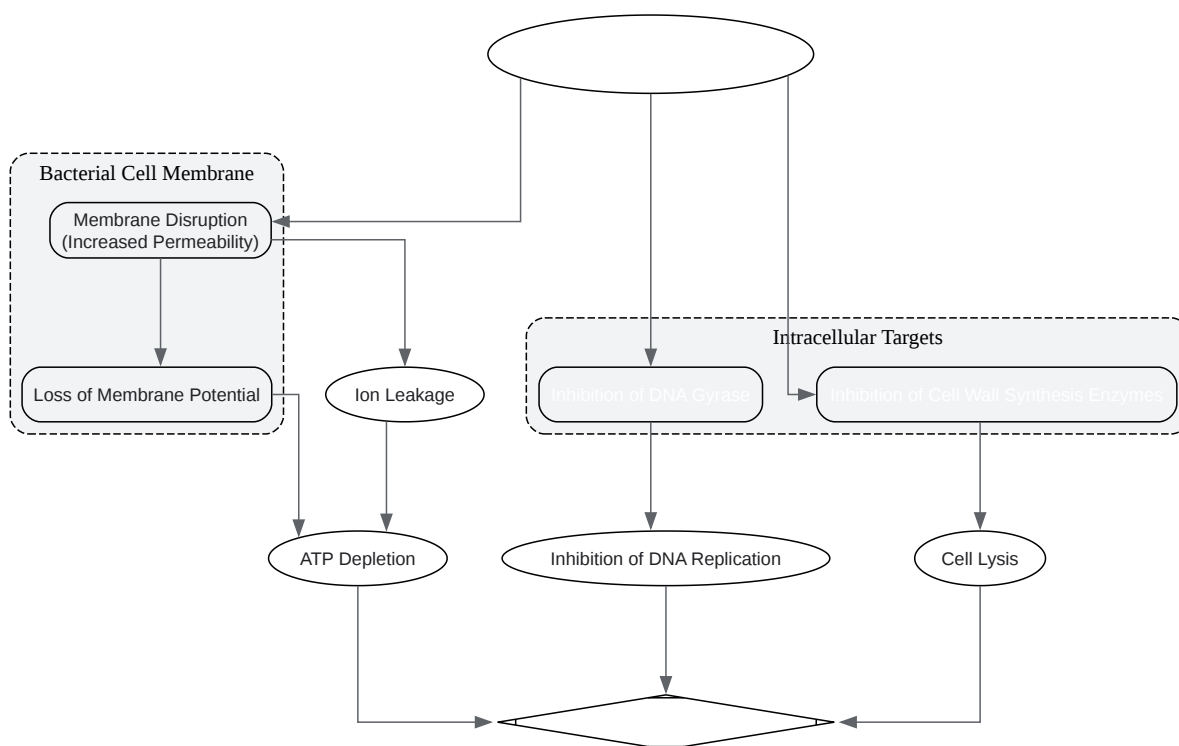 Bacterial Cell Membrane
Membrane Disruption
(Increased Permeability)
Intracellular Targets
Loss of Membrane Potential
Ion Leakage
Inhibition of DNA Gyrase
Inhibition of Cell Wall Synthesis Enzymes
ATP Depletion
Inhibition of DNA Replication
Cell Lysis